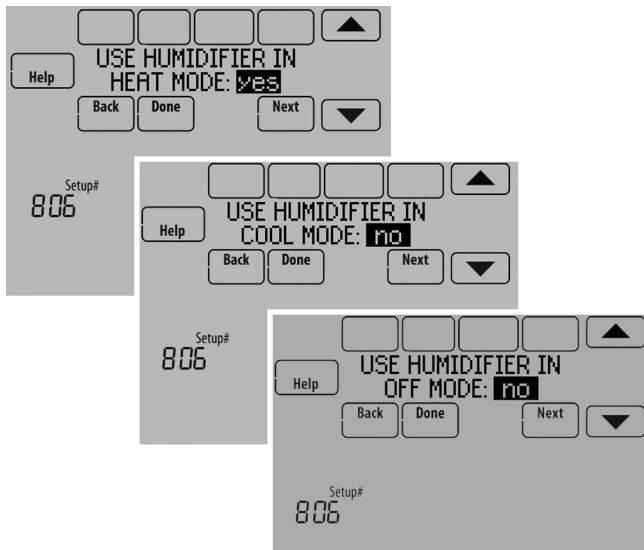 USE HUMIDIFIER IN
Help HEAT MODE: yes
Back Done Next
Setup#
806
USE HUMIDIFIER IN
Help COOL MODE: no
Back Done Next
Setup#
806
USE HUMIDIFIER IN
Help OFF MODE: no
Back Done Next
Setup#
806